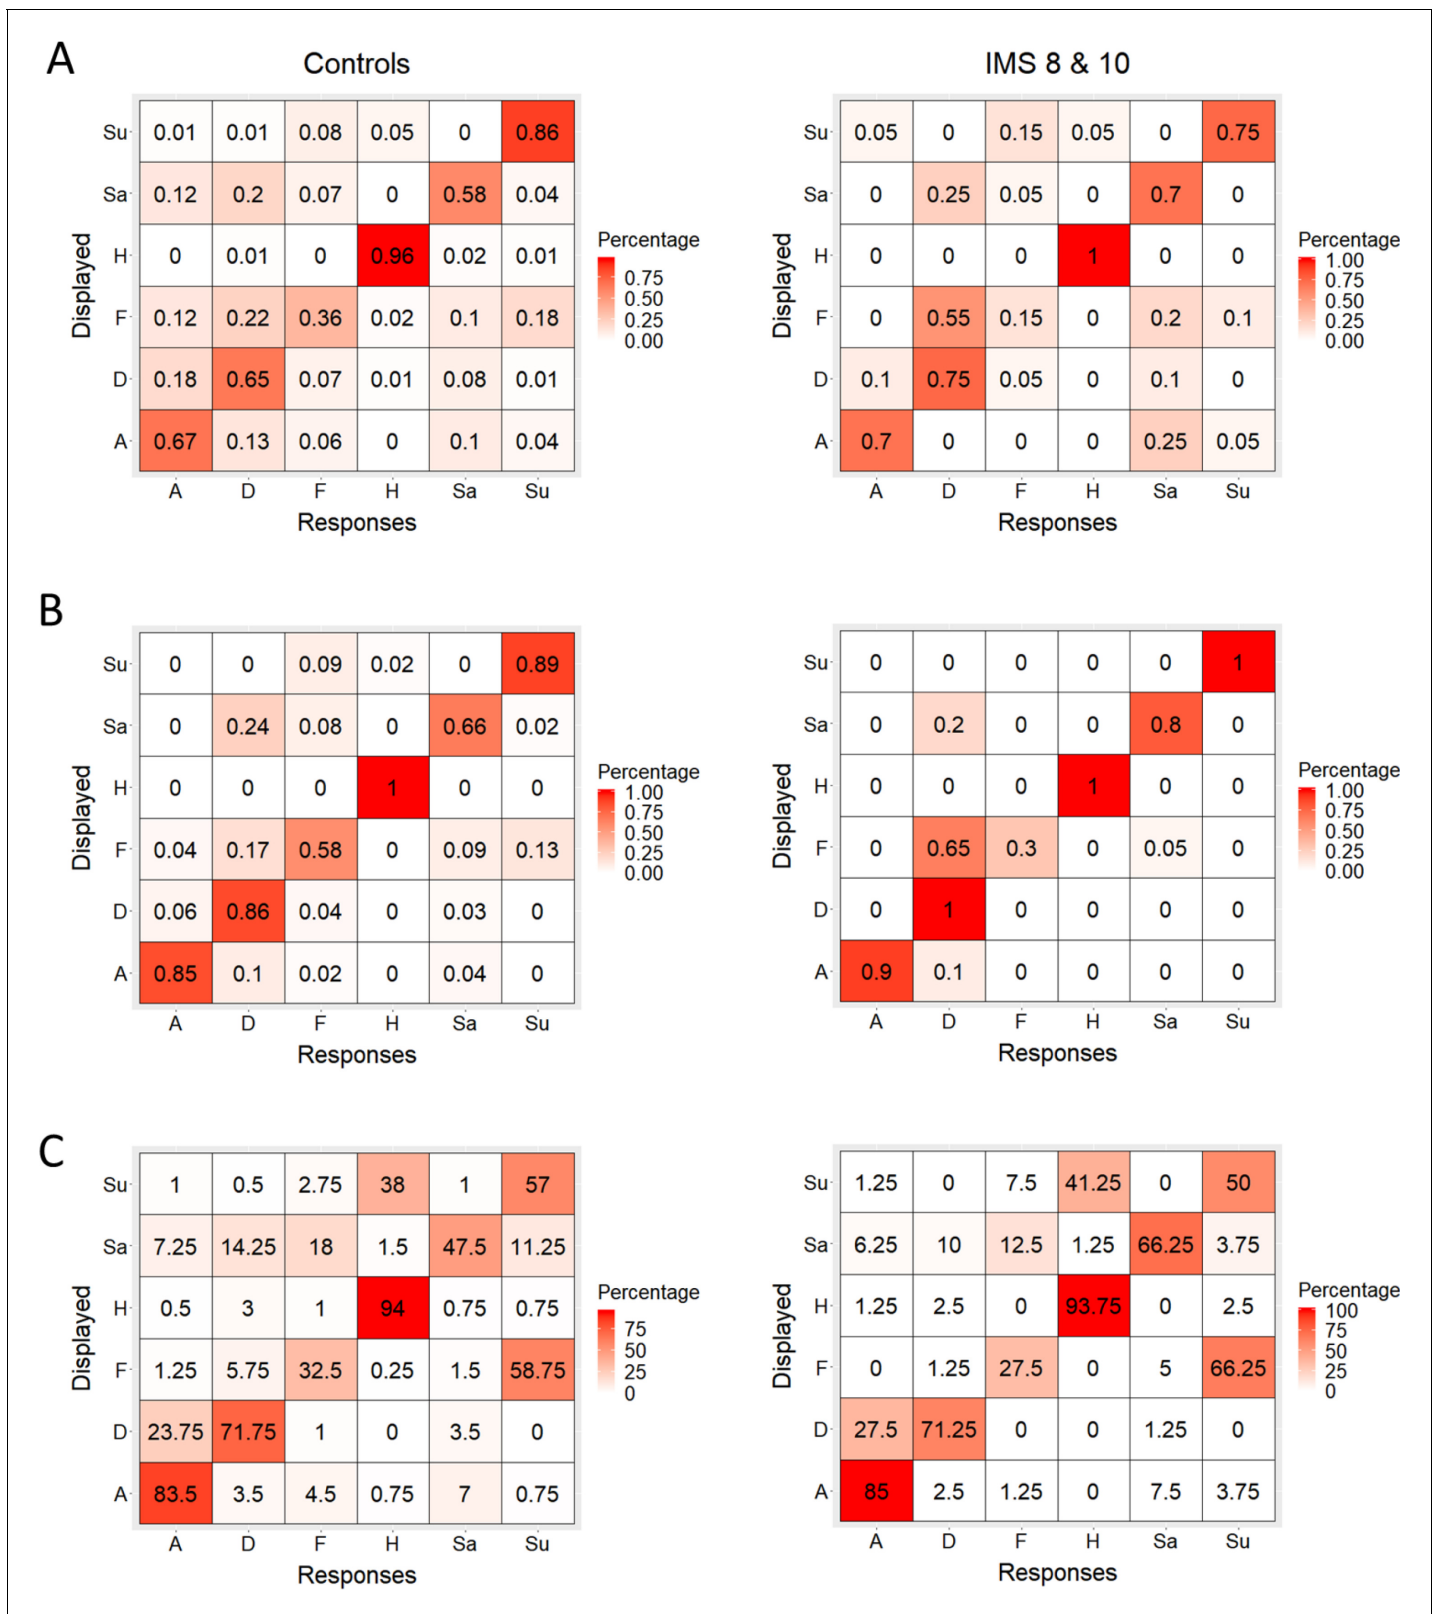 A
Controls
IMS 8 & 10
Su 0.01 0.01 0.08 0.05 0 0.86
Sa 0.12 0.2 0.07 0 0.58 0.04
H 0 0.01 0 0.96 0.02 0.01
F 0.12 0.22 0.36 0.02 0.1 0.18
D 0.18 0.65 0.07 0.01 0.08 0.01
A 0.67 0.13 0.06 0 0.1 0.04
A D F H Sa Su
Responses
Displayed
Percentage
0.75
0.50
0.25
0.00
Su 0.05 0 0.15 0.05 0 0.75
Sa 0 0.25 0.05 0 0.7 0
H 0 0 0 1 0 0
F 0 0.55 0.15 0 0.2 0.1
D 0.1 0.75 0.05 0 0.1 0
A 0.7 0 0 0 0.25 0.05
A D F H Sa Su
Responses
Displayed
Percentage
1.00
0.75
0.50
0.25
0.00
B
Su 0 0 0.09 0.02 0 0.89
Sa 0 0.24 0.08 0 0.66 0.02
H 0 0 0 1 0 0
F 0.04 0.17 0.58 0 0.09 0.13
D 0.06 0.86 0.04 0 0.03 0
A 0.85 0.1 0.02 0 0.04 0
A D F H Sa Su
Responses
Displayed
Percentage
1.00
0.75
0.50
0.25
0.00
Su 0 0 0 0 0 1
Sa 0 0.2 0 0 0.8 0
H 0 0 0 1 0 0
F 0 0.65 0.3 0 0.05 0
D 0 1 0 0 0 0
A 0.9 0.1 0 0 0 0
A D F H Sa Su
Responses
Displayed
Percentage
1.00
0.75
0.50
0.25
0.00
C
Su 1 0.5 2.75 38 1 57
Sa 7.25 14.25 18 1.5 47.5 11.25
H 0.5 3 1 94 0.75 0.75
F 1.25 5.75 32.5 0.25 1.5 58.75
D 23.75 71.75 1 0 3.5 0
A 83.5 3.5 4.5 0.75 7 0.75
A D F H Sa Su
Responses
Displayed
Percentage
75
50
25
0
Su 1.25 0 7.5 41.25 0 50
Sa 6.25 10 12.5 1.25 66.25 3.75
H 1.25 2.5 0 93.75 0 2.5
F 0 1.25 27.5 0 5 66.25
D 27.5 71.25 0 0 1.25 0
A 85 2.5 1.25 0 7.5 3.75
A D F H Sa Su
Responses
Displayed
Percentage
100
75
50
25
0